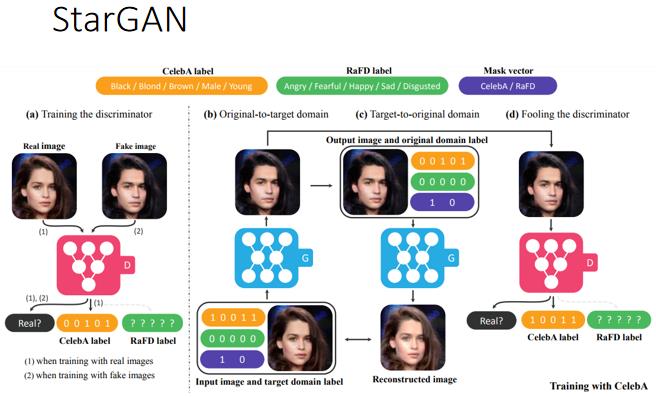 StarGAN
CelebA label
RaFD label
Mask vector
Black / Blond / Brown / Male / Young
Angry / Fearful / Happy / Sad / Disgusted
CelebA / RaFD
(a) Training the discriminator
(b) Original-to-target domain
(c) Target-to-original domain
(d) Fooling the discriminator
Real image
Fake image
(1)
(2)
D
(1), (2)
(1)
Real?
0 0 1 0 1
? ? ? ? ?
CelebA label
RaFD label
(1) when training with real images
(2) when training with fake images
G
1 0 0 1 1
0 0 0 0 0
1 0
Input image and target domain label
Output image and original domain label
0 0 1 0 1
0 0 0 0 0
1 0
G
Reconstructed image
D
Real?
1 0 0 1 1
? ? ? ? ?
CelebA label
RaFD label
Training with CelebA